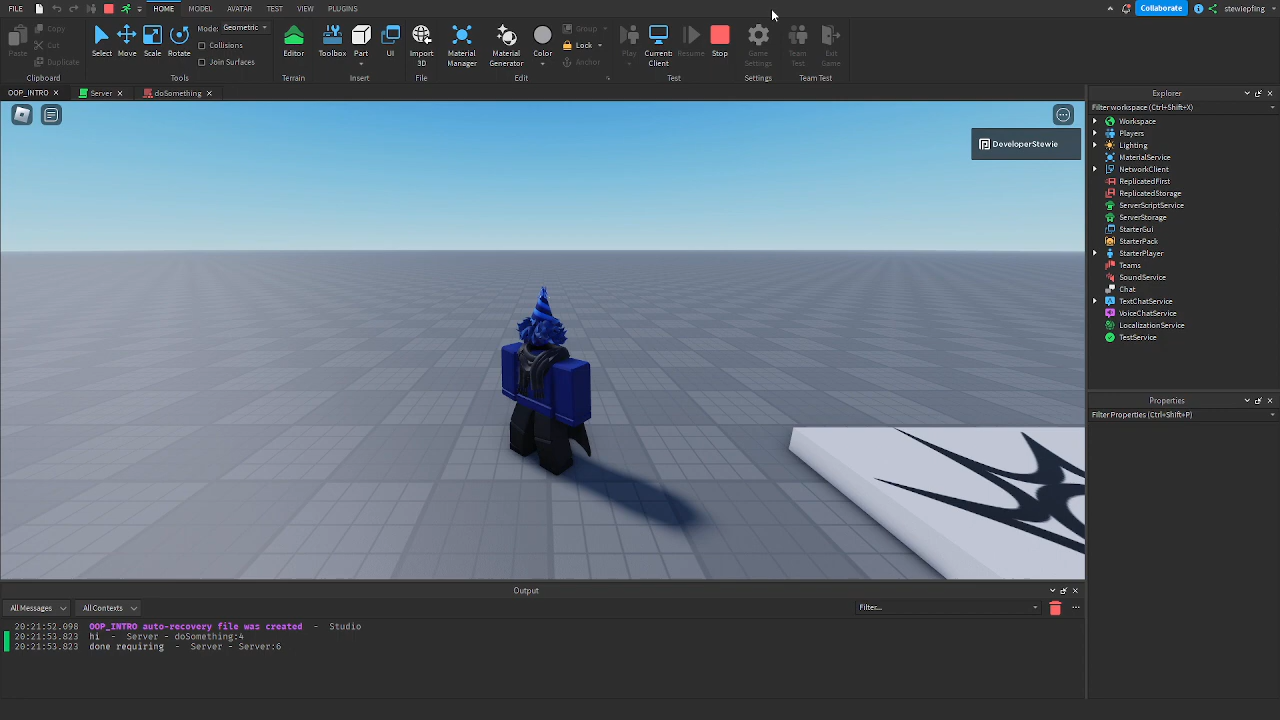 FILE HOME MODEL AVATAR TEST VIEW PLUGINS Collaborate stewiepfing
Paste Copy Cut Duplicate Select Move Scale Rotate Mode: Geometric Collisions Join Surfaces Editor Toolbox Part UI Import 3D Material Manager Material Generator Color Group Lock Anchor Play Current Client Resume Stop Game Settings Team Test Exit Game
Clipboard Tools Terrain Insert File Edit Test Settings Team Test
OOP_INTRO Server doSomething
DeveloperStewie
Explorer
Filter workspace (Ctrl+Shift+X)
Workspace
Players
Lighting
MaterialService
NetworkClient
ReplicatedFirst
ReplicatedStorage
ServerScriptService
ServerStorage
StarterGui
StarterPack
StarterPlayer
Teams
SoundService
Chat
TextChatService
VoiceChatService
LocalizationService
TestService
Properties
Filter Properties (Ctrl+Shift+P)
Output
All Messages All Contexts Filter...
20:21:52.098 OOP_INTRO auto-recovery file was created - Studio
20:21:53.823 hi - Server - doSomething:4
20:21:53.823 done requiring - Server - Server:6